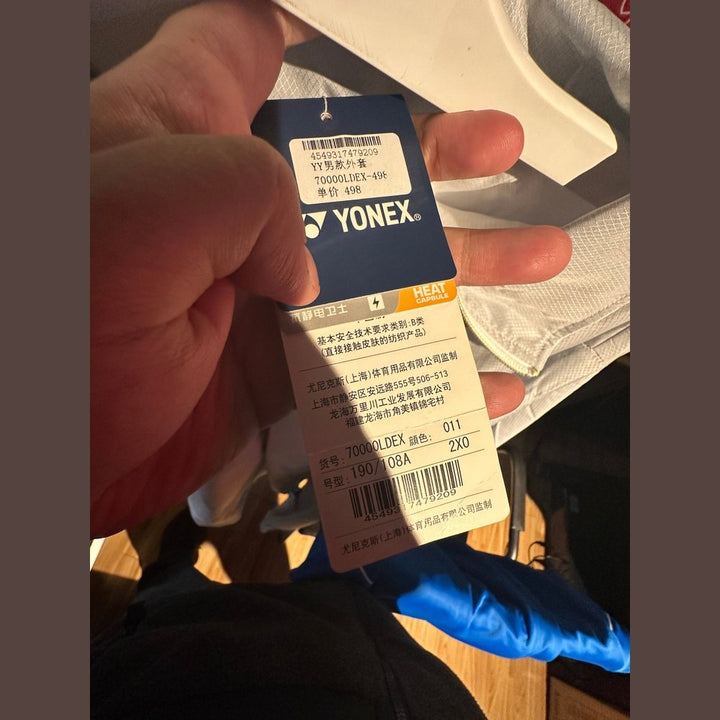 4549317479209
YY男款外套
70000LDEX-498
单价 498
YONEX®
静电卫士
HEAT
CAPSULE
基本安全技术要求类别:B类
(直接接触皮肤的纺织产品)
尤尼克斯(上海)体育用品有限公司监制
上海市静安区安远路555号506-513
龙海万里川工业发展有限公司
福建龙海市角美镇锦宅村
货号: 70000LDEX 颜色: 011
号型: 190/108A 2XO
4549317479209
尤尼克斯(上海)体育用品有限公司监制